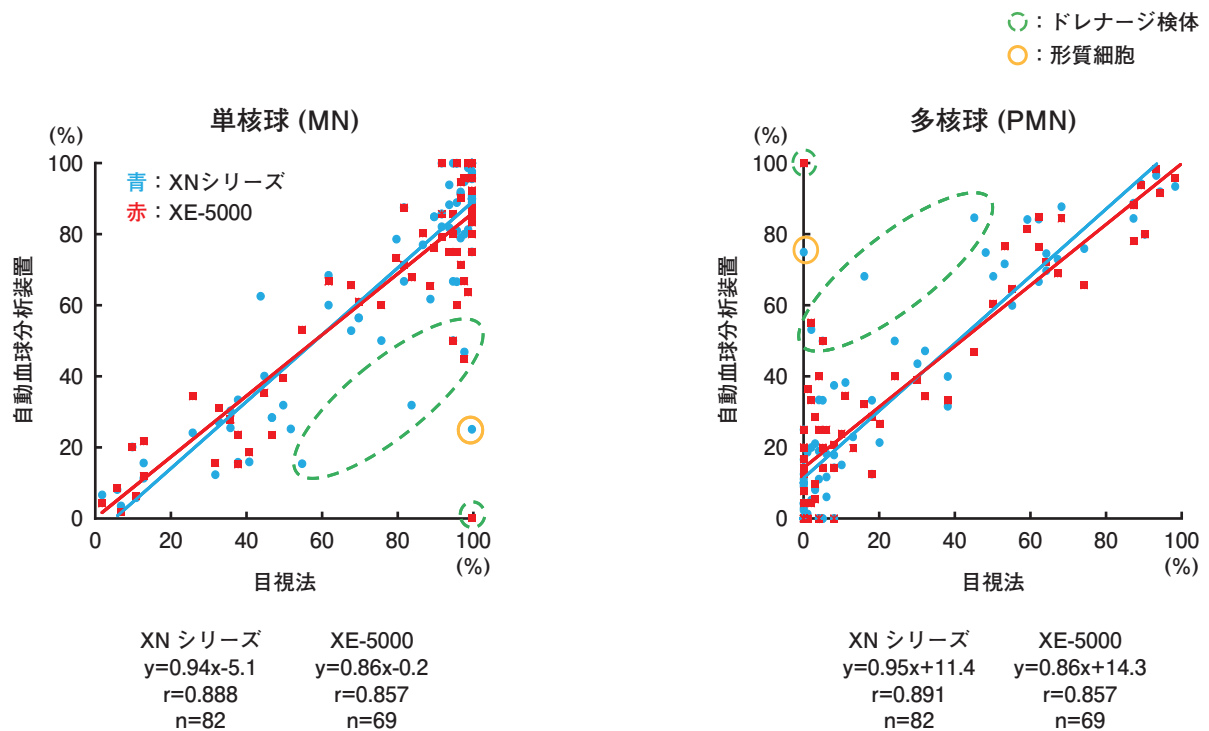 ：ドレナージ検体
：形質細胞
単核球 (MN)
(%)
100
80
60
40
20
0
青：XNシリーズ
赤：XE-5000
自動血球分析装置
0
20
40
60
80
100
(%)
目視法
XN シリーズ
y=0.94x-5.1
r=0.888
n=82
XE-5000
y=0.86x-0.2
r=0.857
n=69
多核球 (PMN)
(%)
100
80
60
40
20
0
自動血球分析装置
0
20
40
60
80
100
(%)
目視法
XN シリーズ
y=0.95x+11.4
r=0.891
n=82
XE-5000
y=0.86x+14.3
r=0.857
n=69